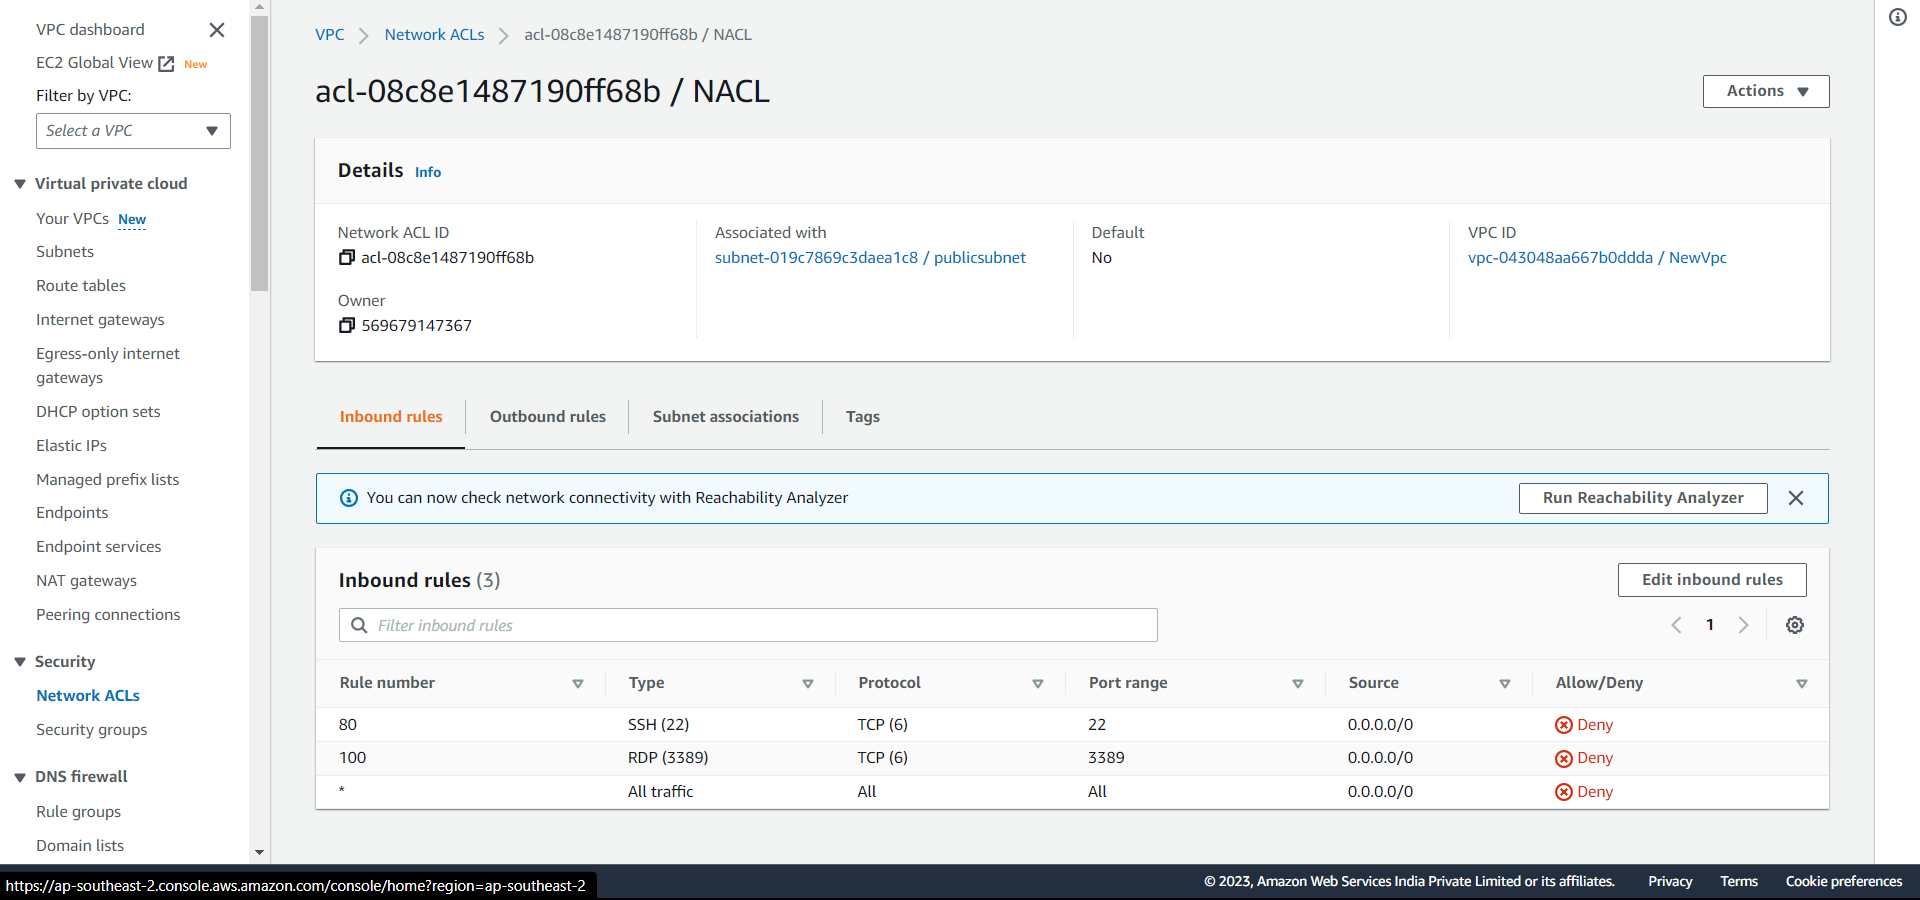 VPC dashboard
EC2 Global View New
Filter by VPC:
Select a VPC
Virtual private cloud
Your VPCs New
Subnets
Route tables
Internet gateways
Egress-only internet
gateways
DHCP option sets
Elastic IPs
Managed prefix lists
Endpoints
Endpoint services
NAT gateways
Peering connections
Security
Network ACLs
Security groups
DNS firewall
Rule groups
Domain lists
VPC Network ACLs acl-08c8e1487190ff68b / NACL
acl-08c8e1487190ff68b / NACL
Actions
Details Info
Network ACL ID
acl-08c8e1487190ff68b
Owner
569679147367
Associated with
subnet-019c7869c3daea1c8 / publicsubnet
Default
No
VPC ID
vpc-043048aa667b0ddda / NewVpc
Inbound rules Outbound rules Subnet associations Tags
You can now check network connectivity with Reachability Analyzer Run Reachability Analyzer
Inbound rules (3) Edit inbound rules
Filter inbound rules 1
Rule number Type Protocol Port range Source Allow/Deny
80 SSH (22) TCP (6) 22 0.0.0.0/0 Deny
100 RDP (3389) TCP (6) 3389 0.0.0.0/0 Deny
* All traffic All All 0.0.0.0/0 Deny
https://ap-southeast-2.console.aws.amazon.com/console/home?region=ap-southeast-2
© 2023, Amazon Web Services India Private Limited or its affiliates. Privacy Terms Cookie preferences